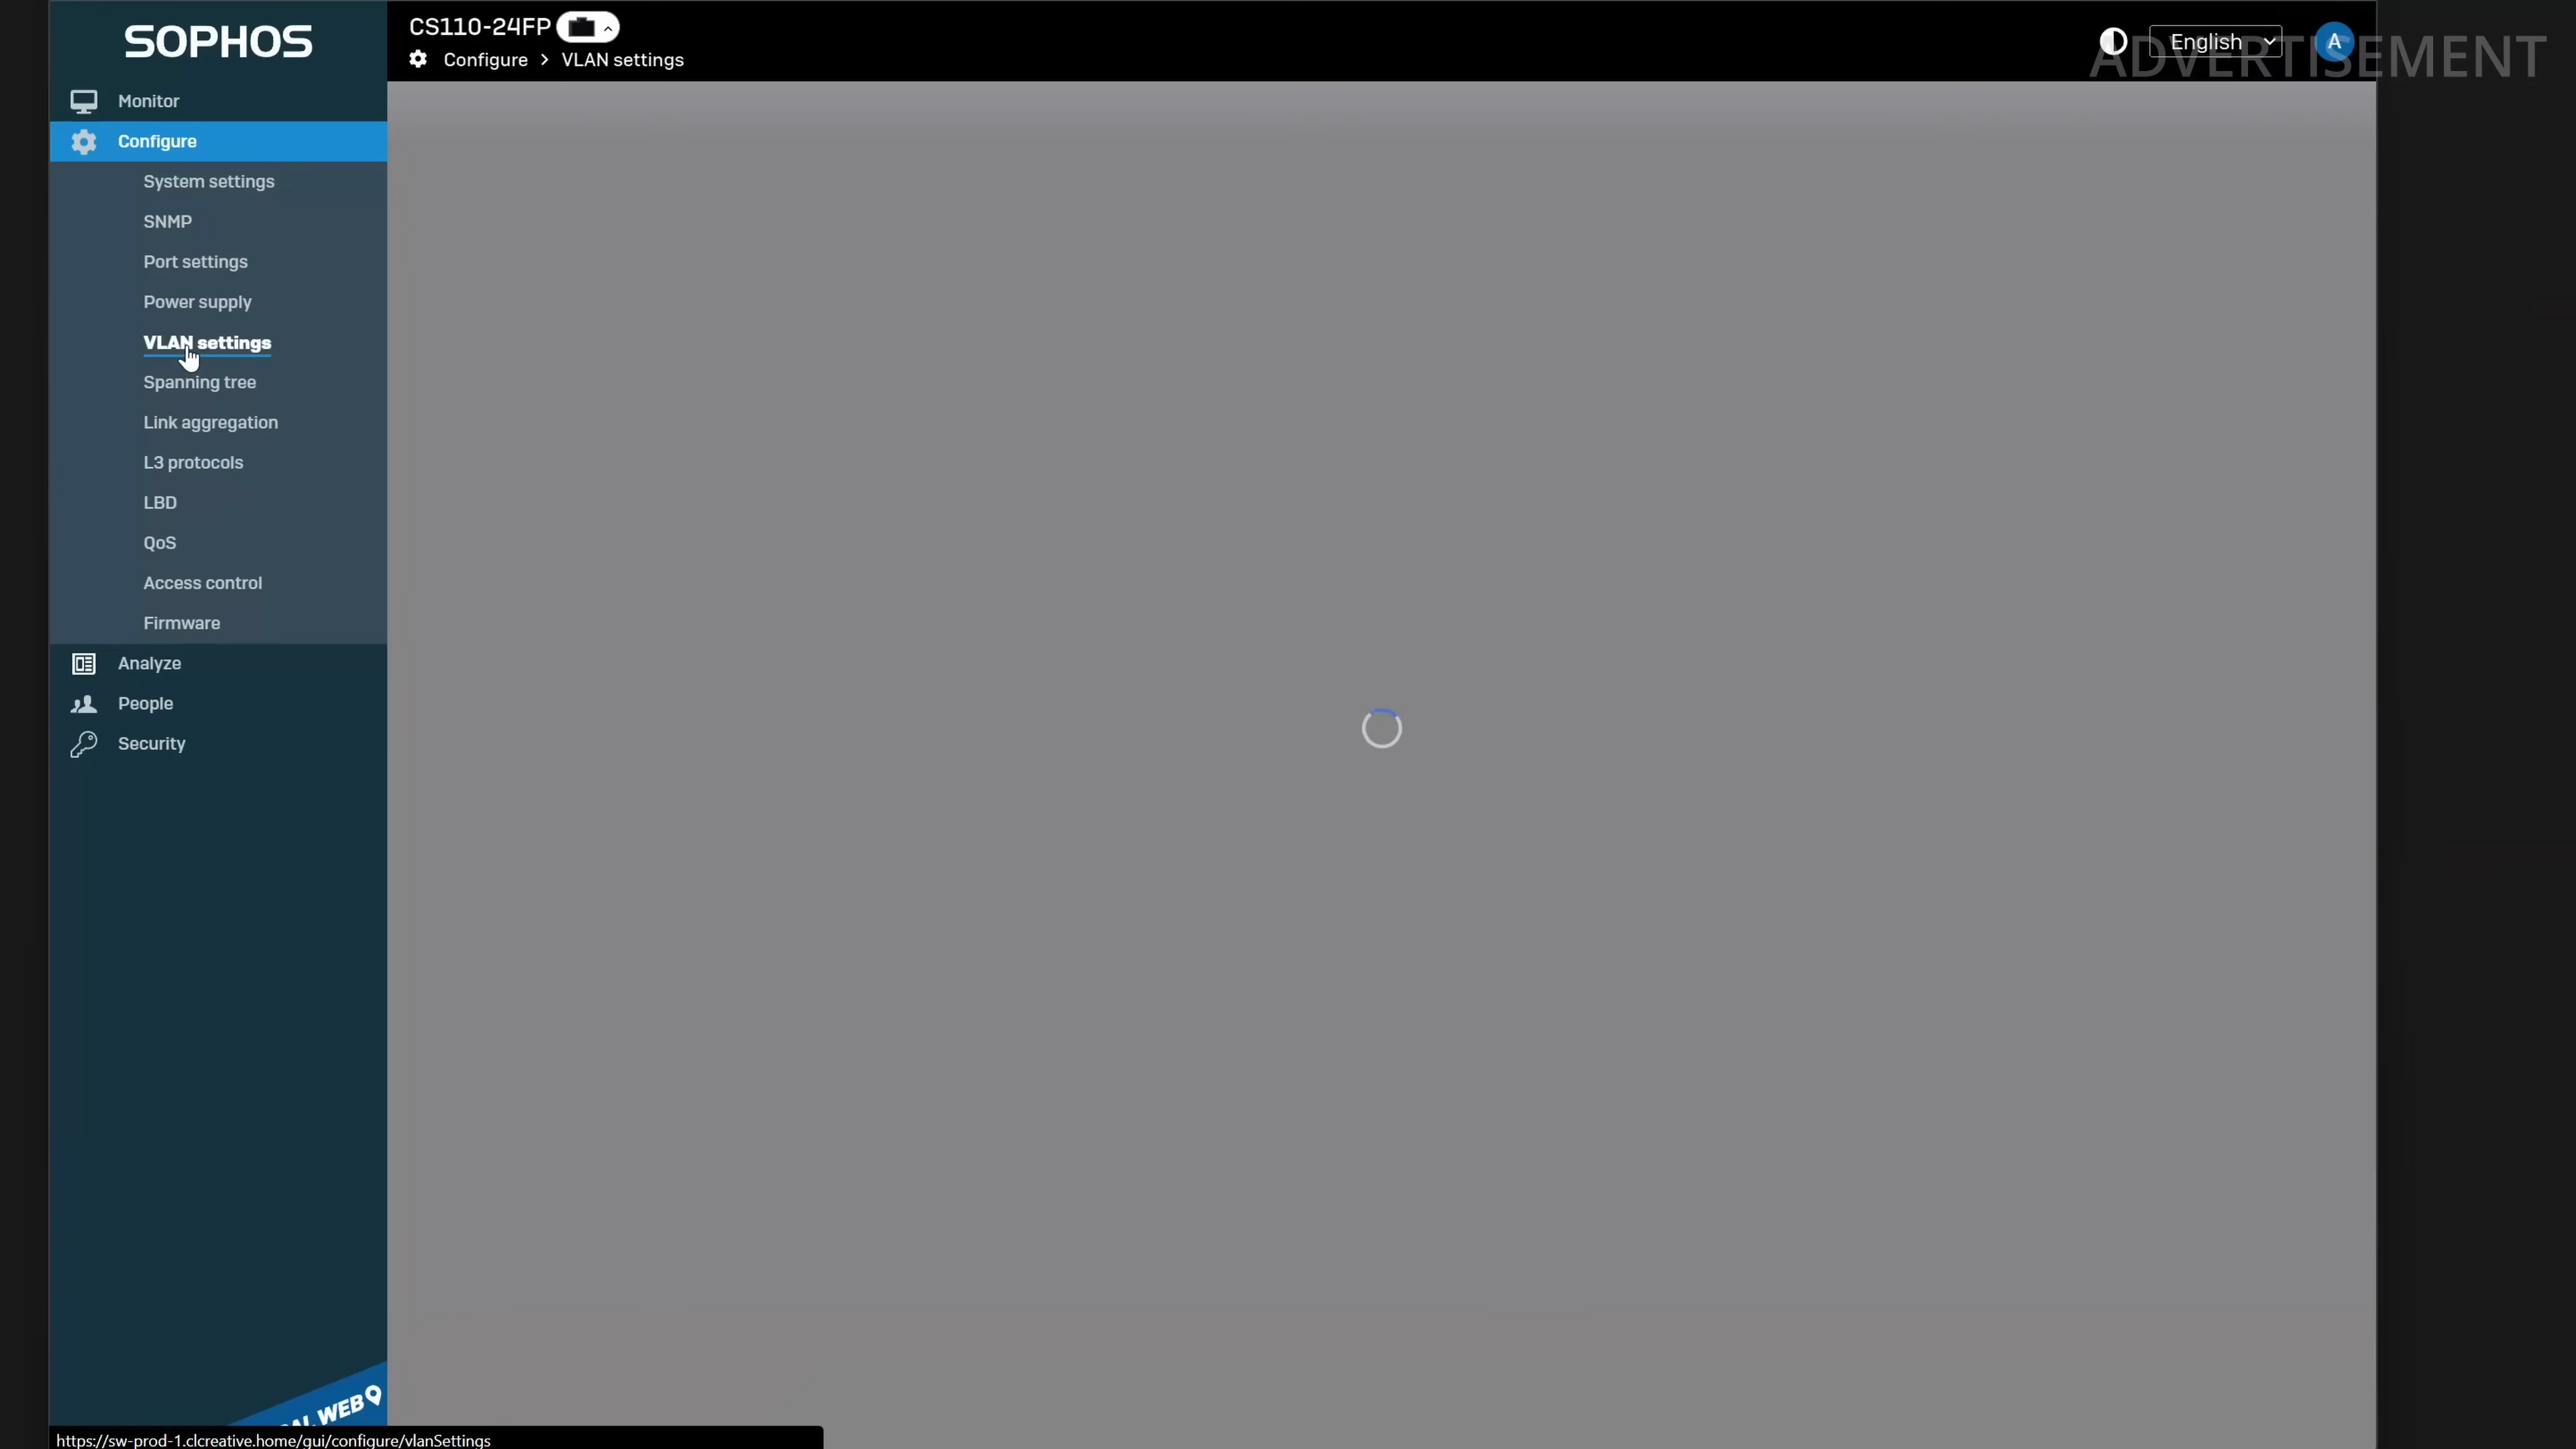 SOPHOS
CS110-24FP
Configure > VLAN settings
English
A
ADVERTISEMENT
Monitor
Configure
System settings
SNMP
Port settings
Power supply
VLAN settings
Spanning tree
Link aggregation
L3 protocols
LBD
QoS
Access control
Firmware
Analyze
People
Security
WEB
https://sw-prod-1.clcreative.home/gui/configure/vlanSettings